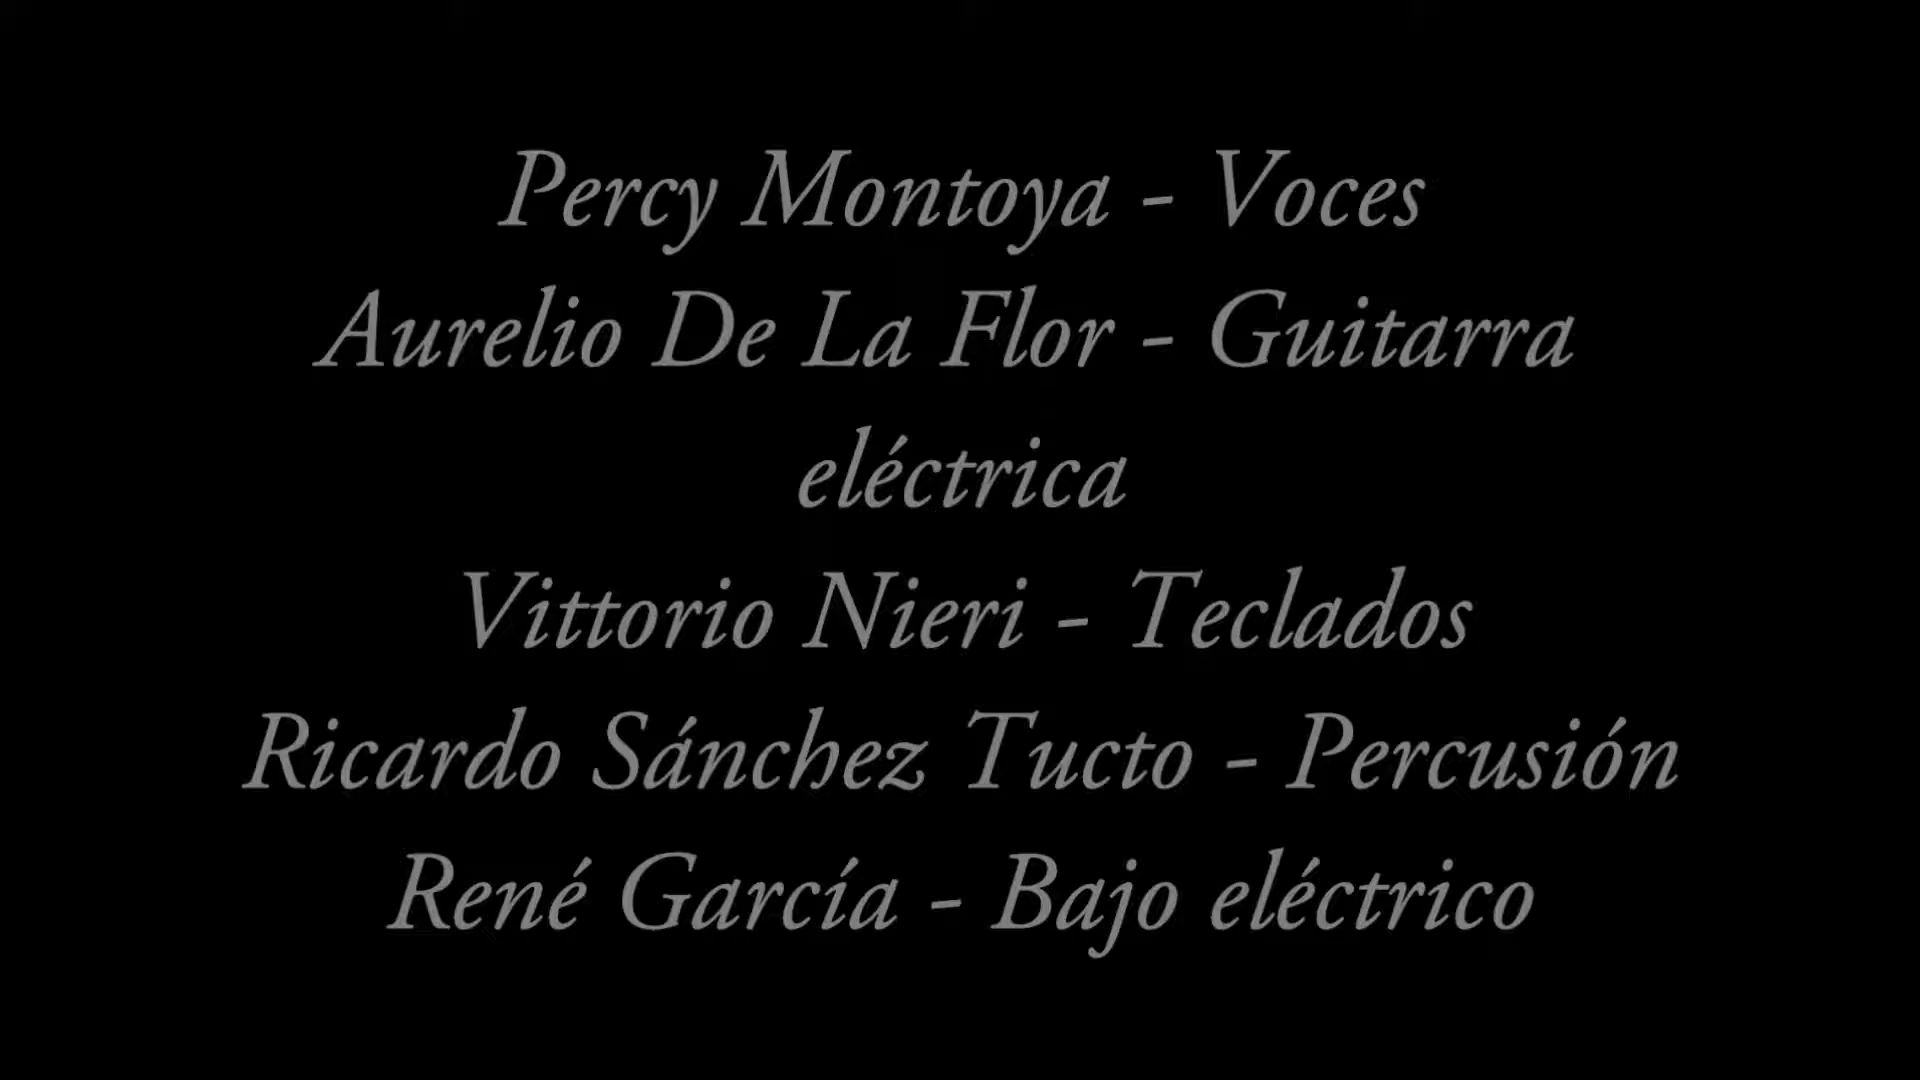 Percy Montoya - Voces
Aurelio De La Flor - Guitarra
eléctrica
Vittorio Nieri - Teclados
Ricardo Sánchez Tucto - Percusión
René García - Bajo eléctrico